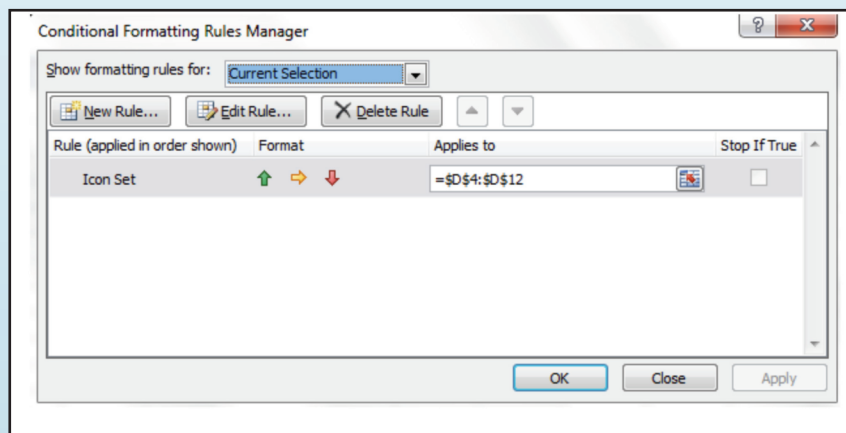 Conditional Formatting Rules Manager
Show formatting rules for: Current Selection
New Rule... Edit Rule... Delete Rule
Rule (applied in order shown) Format Applies to Stop If True
Icon Set =$D$4:$D$12
OK Close Apply